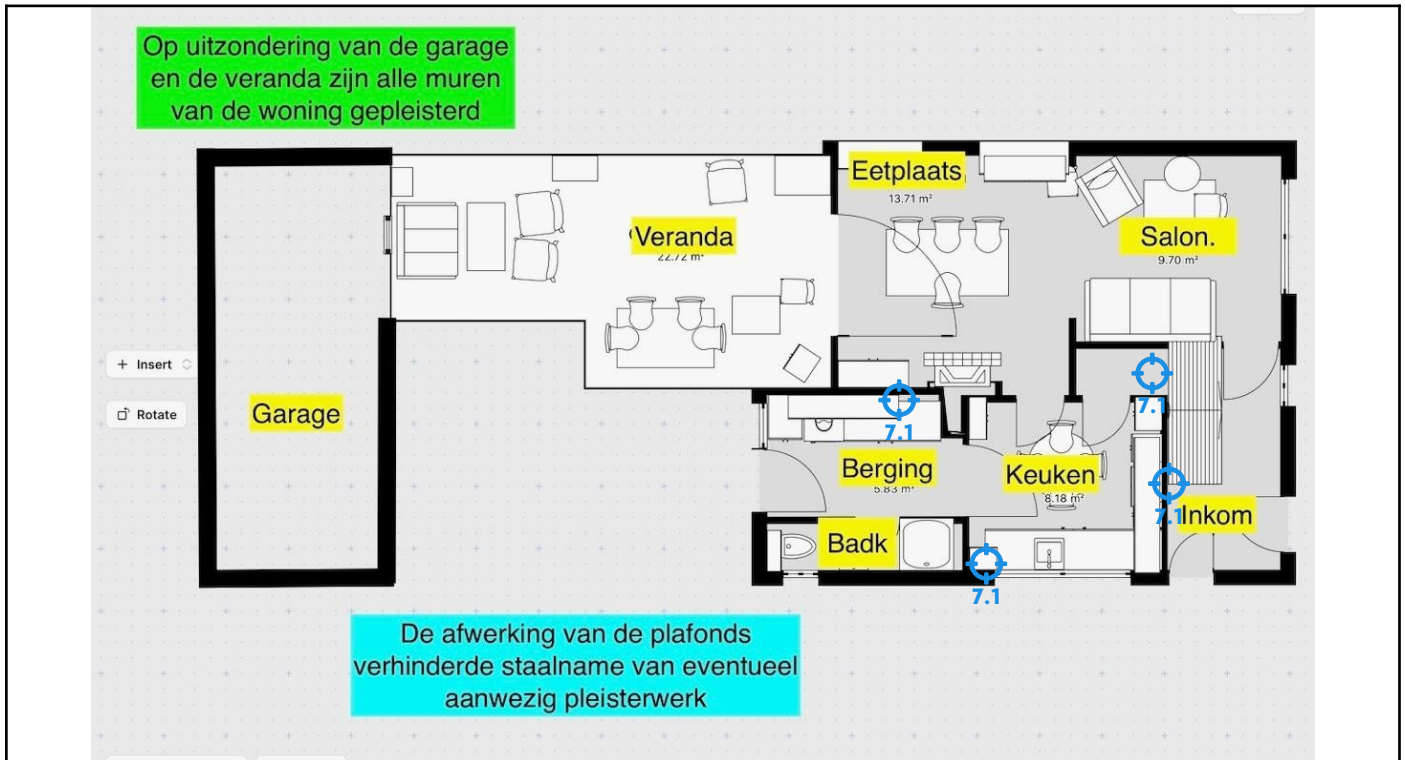 Op uitzondering van de garage
en de veranda zijn alle muren
van de woning gepleisterd
Eetplaats
13.71 m²
Veranda
22.72 m²
Salon.
9.70 m²
+ Insert
Rotate
Garage
7.1
7.1
Berging
5.83 m²
Keuken
8.18 m²
7.1
Inkom
Badk
7.1
De afwerking van de plafonds
verhinderde staalname van eventueel
aanwezig pleisterwerk